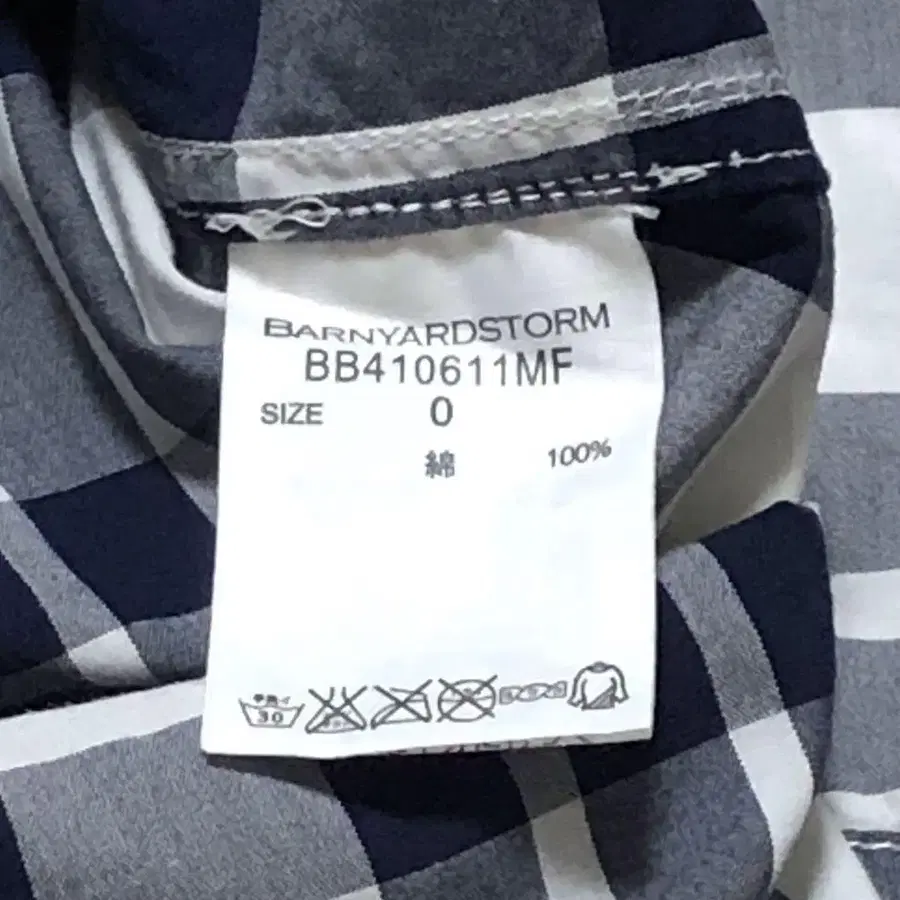 BARNYARDSTORM
BB410611MF
SIZE 0
綿 100%
30